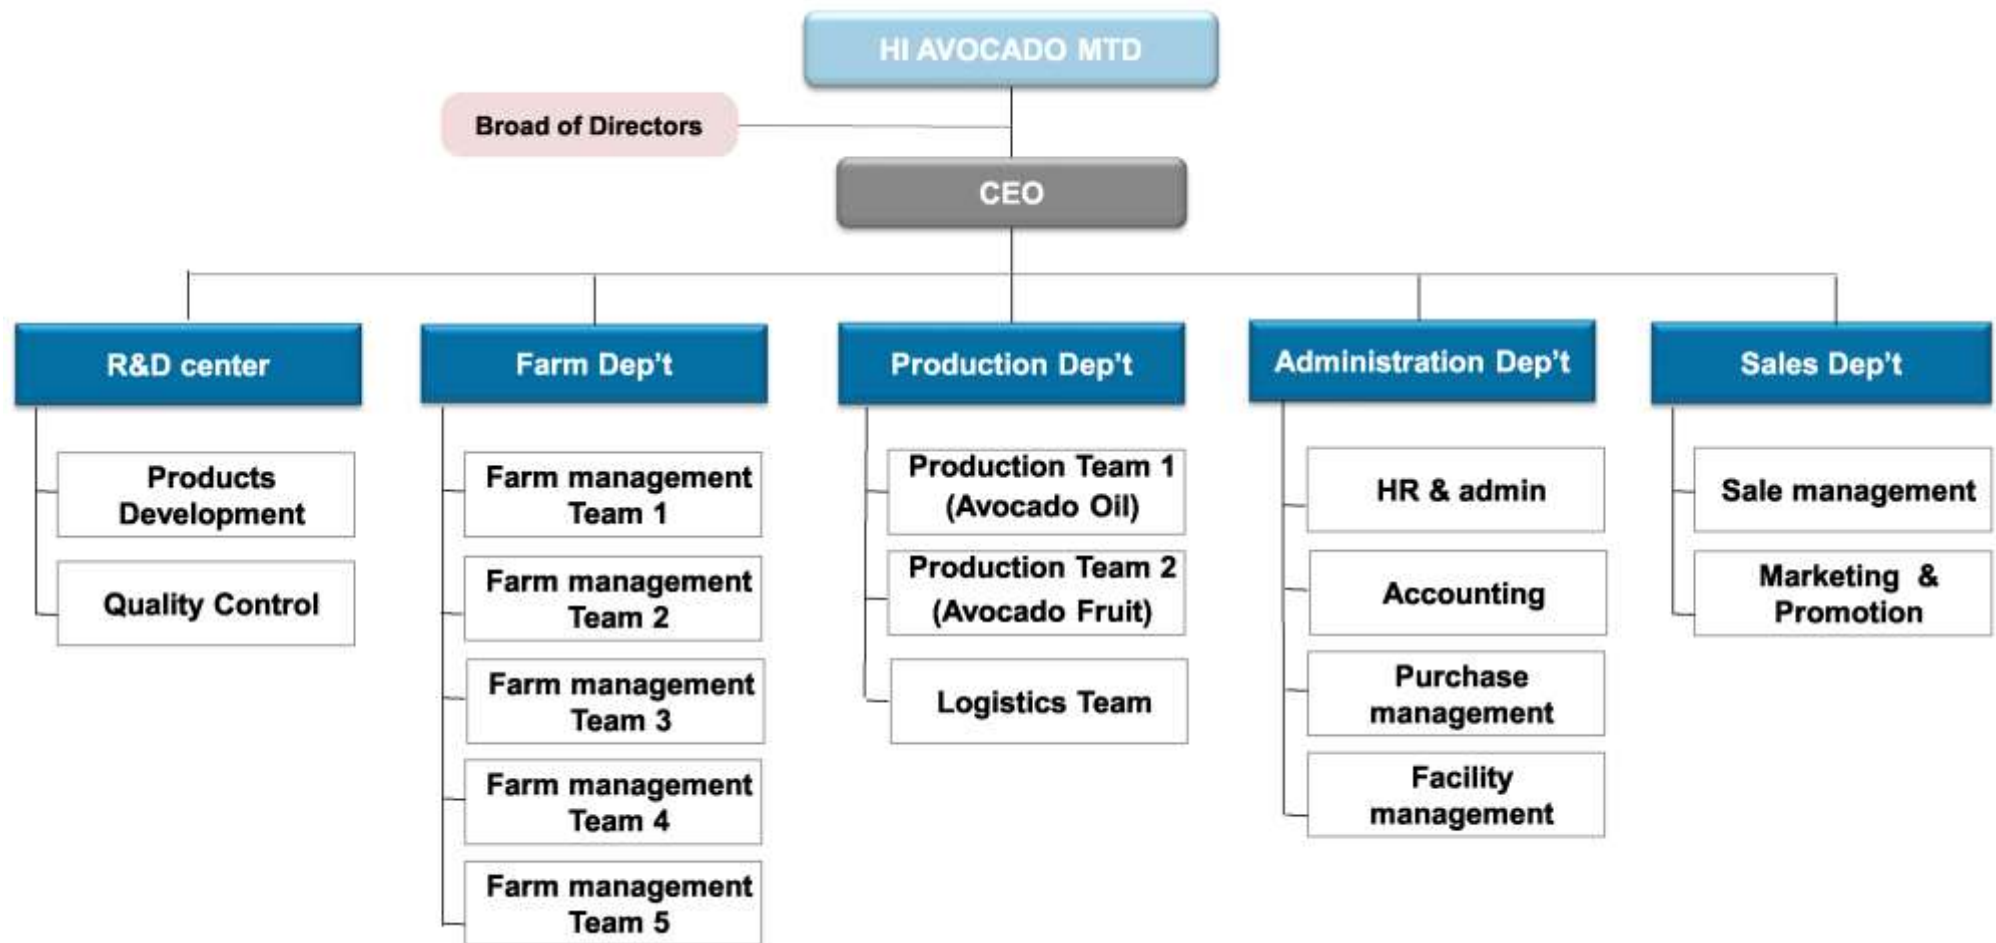 HI AVOCADO MTD
Broad of Directors
CEO
R&D center
Farm Dep't
Production Dep't
Administration Dep't
Sales Dep't
Products
Development
Quality Control
Farm management
Team 1
Farm management
Team 2
Farm management
Team 3
Farm management
Team 4
Farm management
Team 5
Production Team 1
(Avocado Oil)
Production Team 2
(Avocado Fruit)
Logistics Team
HR & admin
Accounting
Purchase
management
Facility
management
Sale management
Marketing &
Promotion